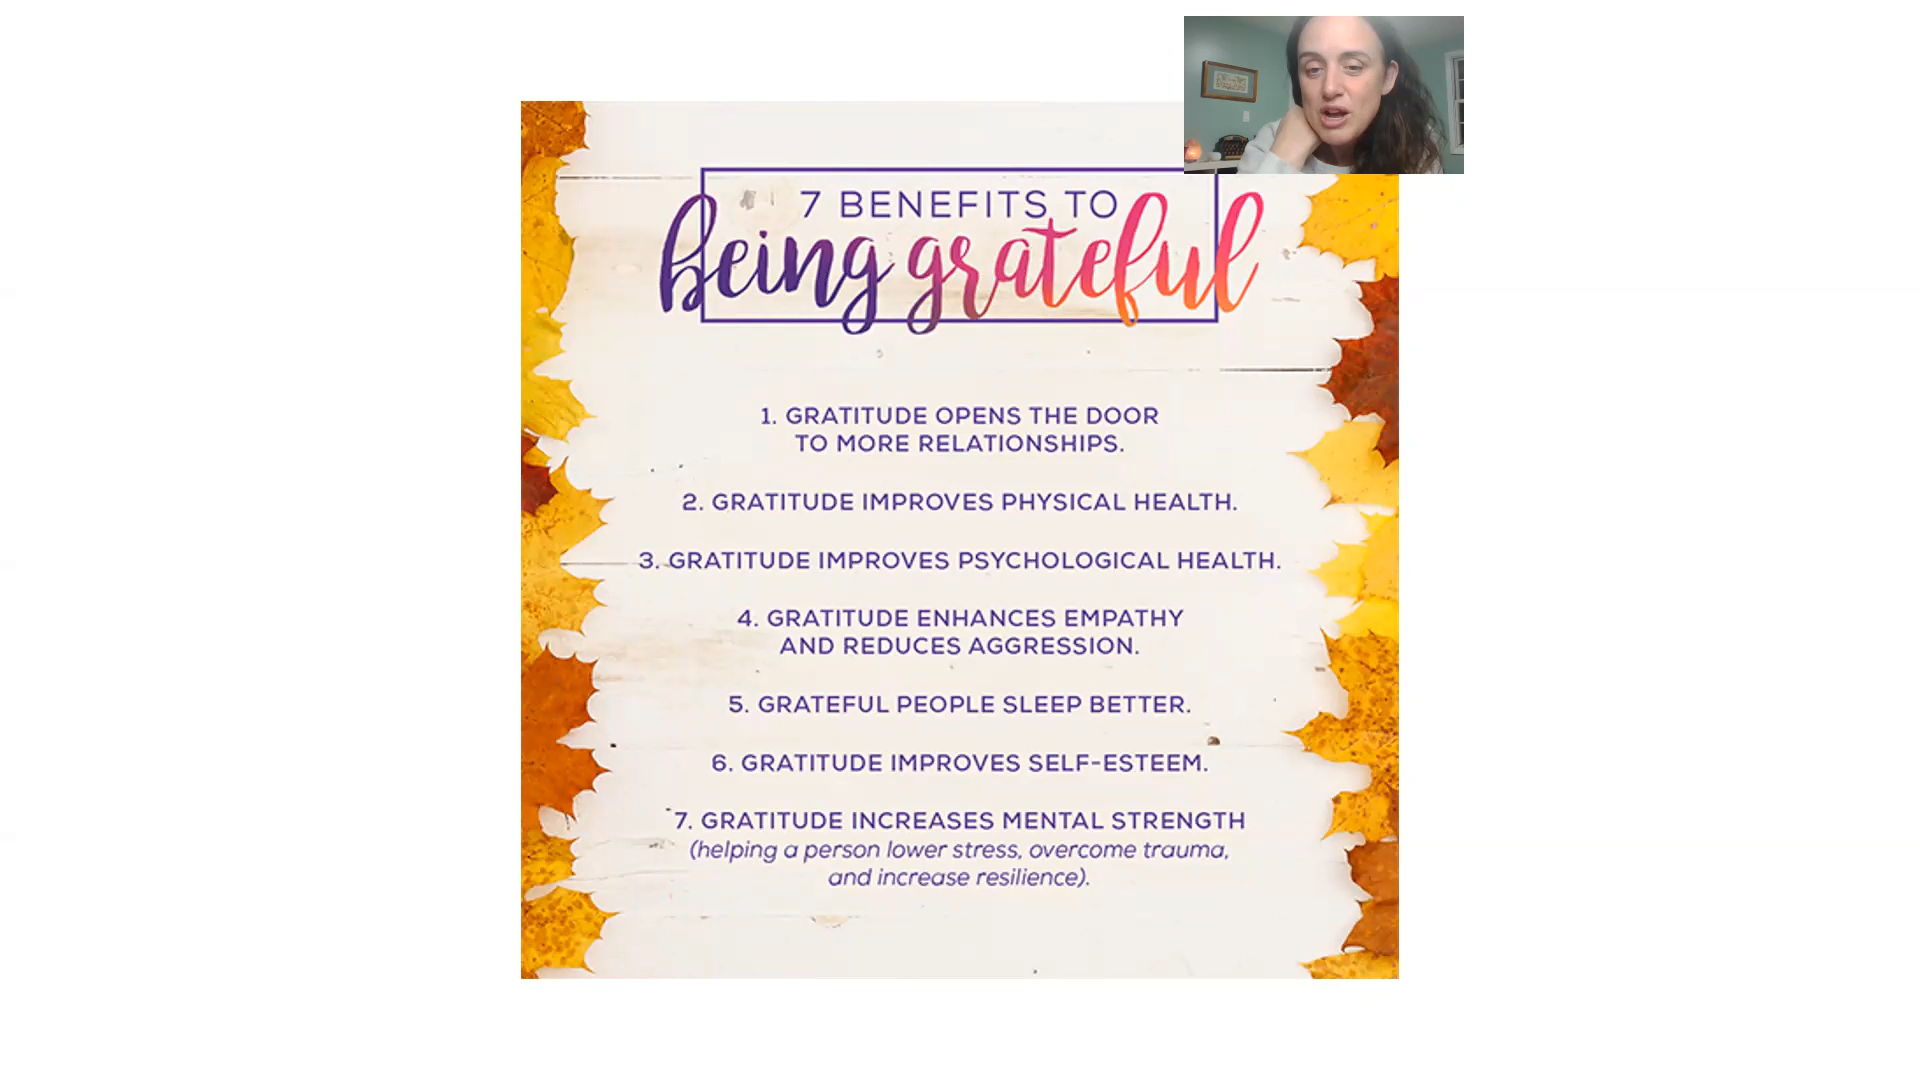 7 BENEFITS TO
being grateful
1. GRATITUDE OPENS THE DOOR
TO MORE RELATIONSHIPS.
2. GRATITUDE IMPROVES PHYSICAL HEALTH.
3. GRATITUDE IMPROVES PSYCHOLOGICAL HEALTH.
4. GRATITUDE ENHANCES EMPATHY
AND REDUCES AGGRESSION.
5. GRATEFUL PEOPLE SLEEP BETTER.
6. GRATITUDE IMPROVES SELF-ESTEEM.
7. GRATITUDE INCREASES MENTAL STRENGTH
(helping a person lower stress, overcome trauma,
and increase resilience).